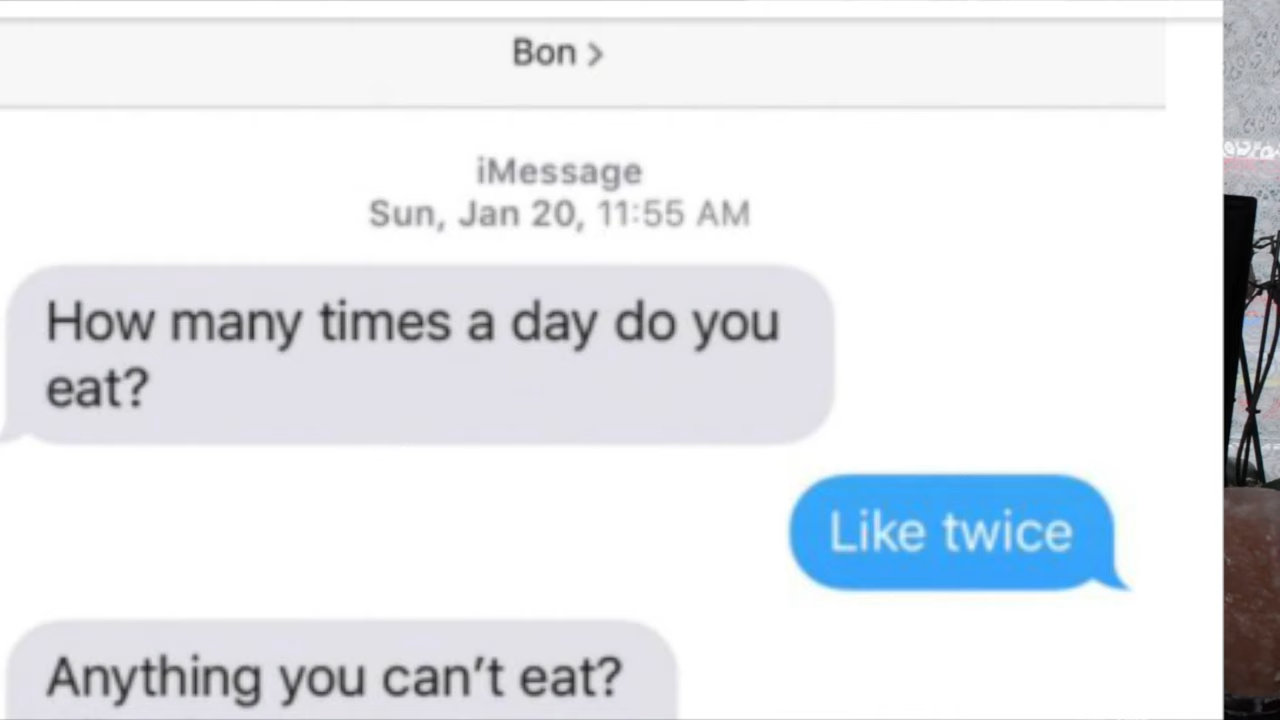 Bon >
iMessage
Sun, Jan 20, 11:55 AM
How many times a day do you
eat?
Like twice
Anything you can’t eat?